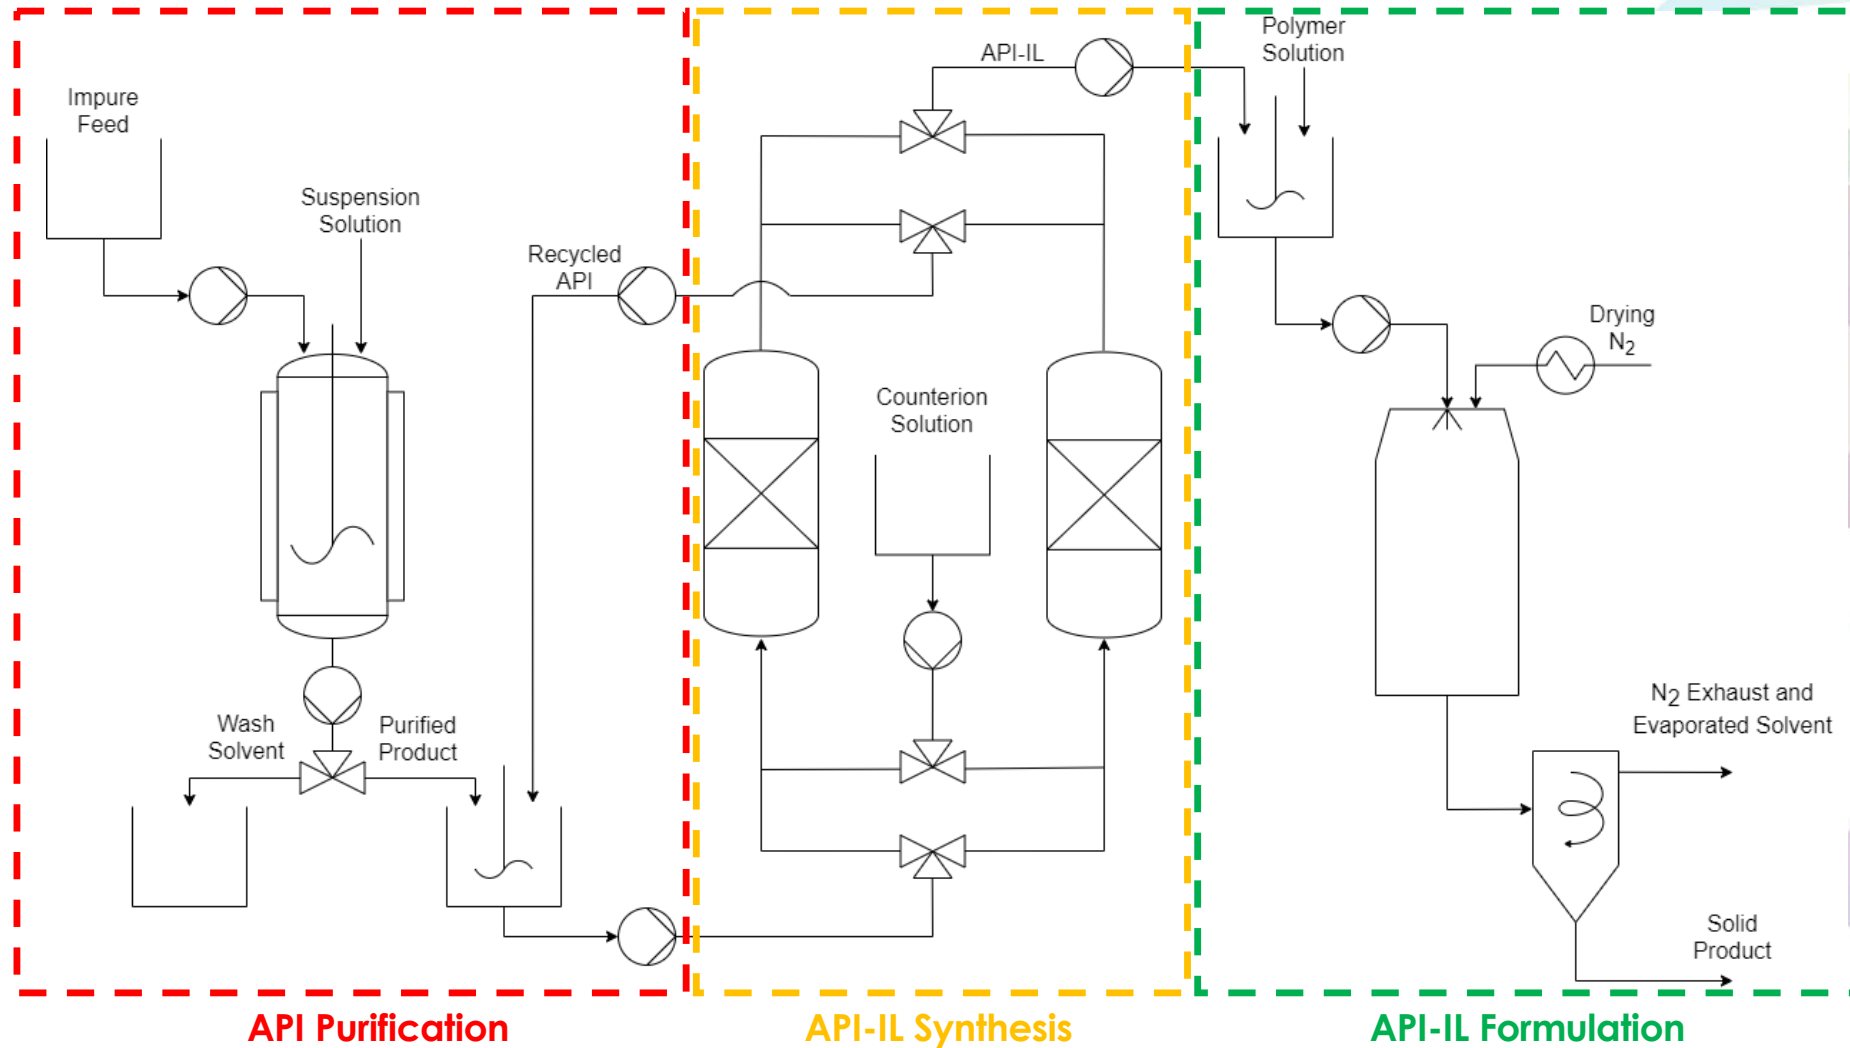 Impure
Feed
Suspension
Solution
Recycled
API
Wash
Solvent
Purified
Product
API-IL
Counterion
Solution
Polymer
Solution
Drying
N2
N2 Exhaust and
Evaporated Solvent
Solid
Product
API Purification
API-IL Synthesis
API-IL Formulation